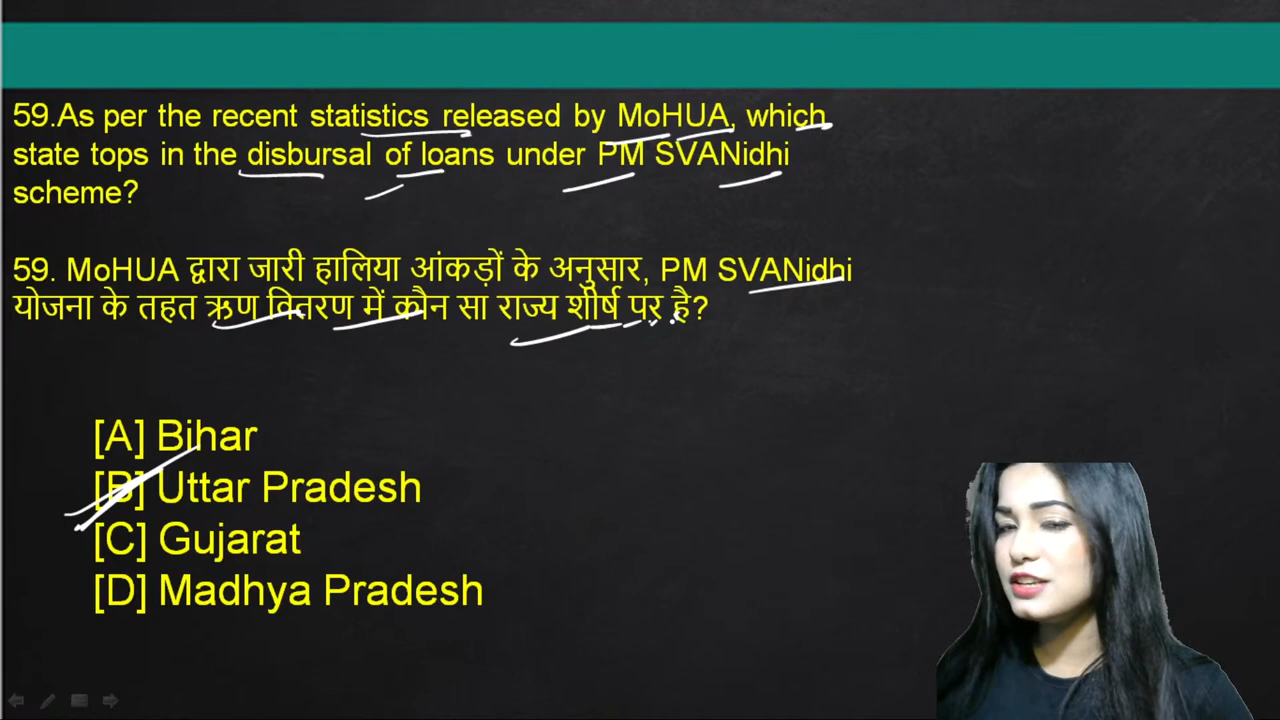 59.As per the recent statistics released by MoHUA, which
state tops in the disbursal of loans under PM SVANidhi
scheme?
59. MoHUA द्वारा जारी हालिया आंकड़ों के अनुसार, PM SVANidhi
योजना के तहत ऋण वितरण में कौन सा राज्य शीर्ष पर है?
[A] Bihar
[B] Uttar Pradesh
[C] Gujarat
[D] Madhya Pradesh